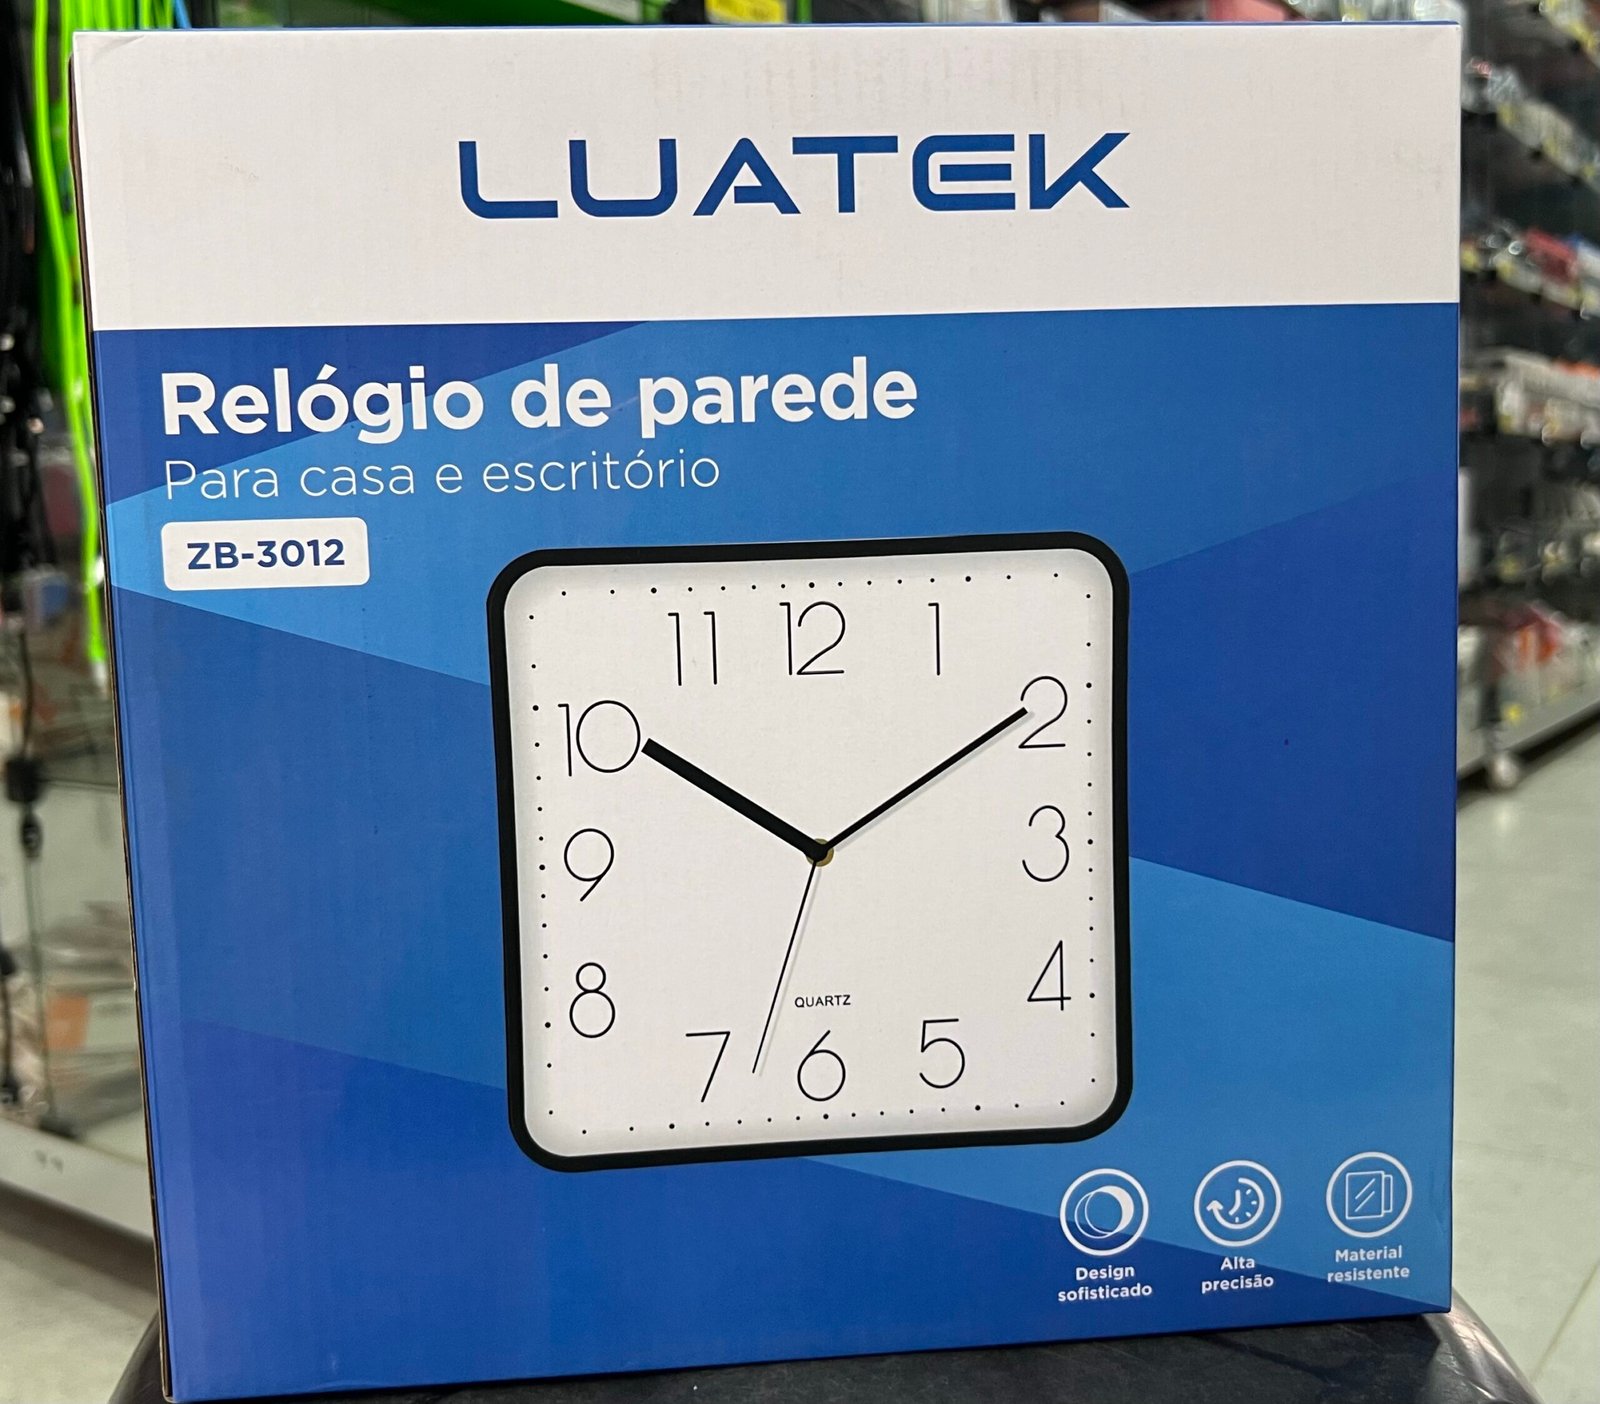 LUATEK
Relógio de parede
Para casa e escritório
ZB-3012
11 12 1
10 2
9 3
8 4
QUARTZ
7 6 5
Design
sofisticado
Alta
precisão
Material
resistente